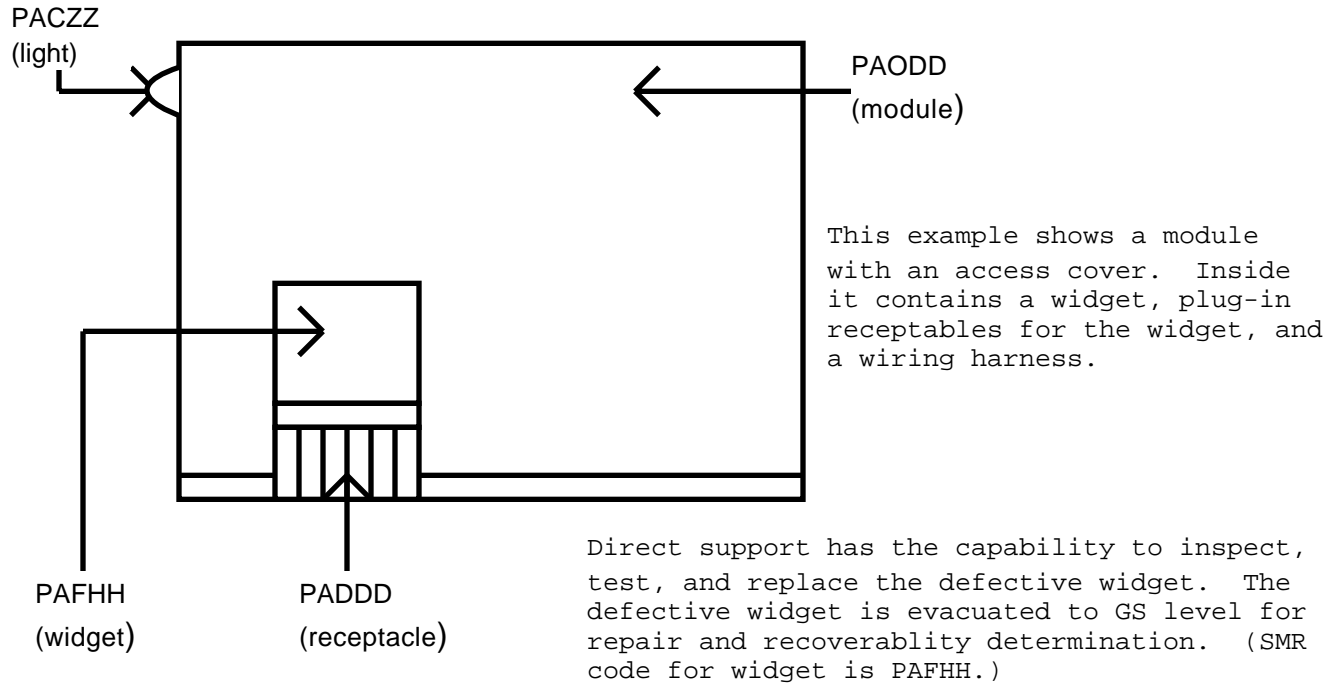 PACZZ
(light)
PAODD
(module)
This example shows a module
with an access cover.  Inside
it contains a widget, plug-in
receptables for the widget, and
a wiring harness.
PAFHH
(widget)
PADDD
(receptacle)
Direct support has the capability to inspect,
test, and replace the defective widget.  The
defective widget is evacuated to GS level for
repair and recoverablity determination.  (SMR
code for widget is PAFHH.)